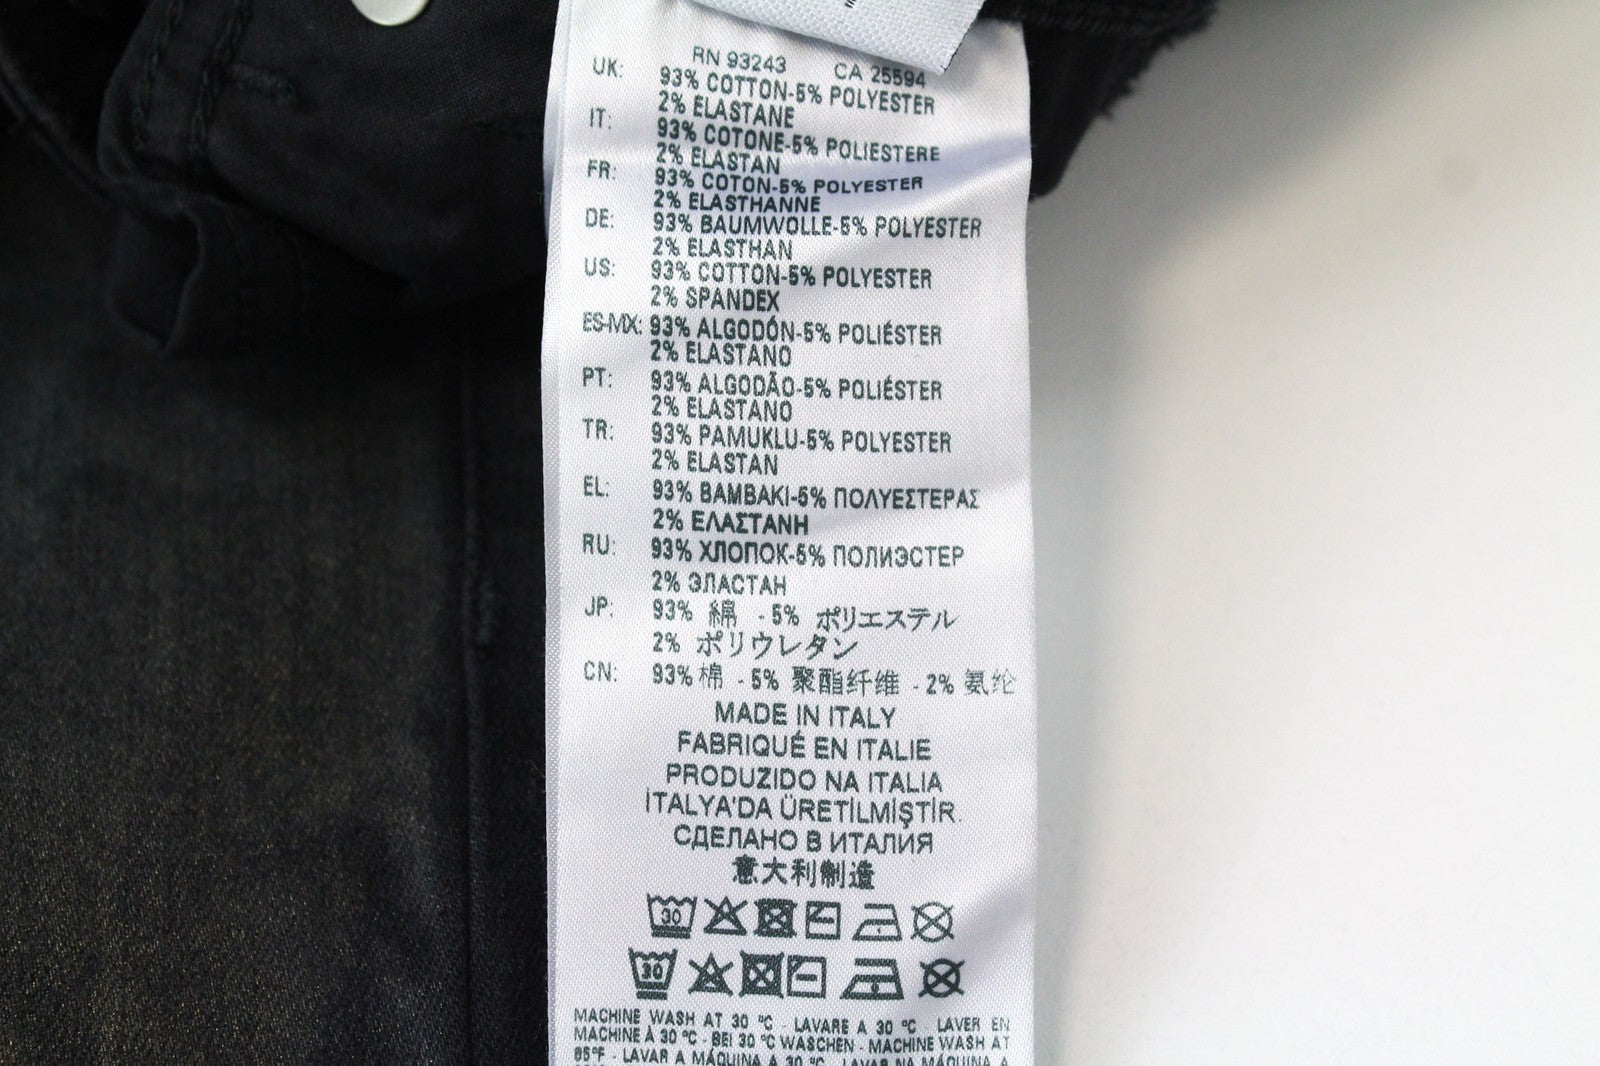 RN 93243 CA 25594
UK: 93% COTTON-5% POLYESTER
2% ELASTANE
IT: 93% COTONE-5% POLIESTERE
2% ELASTAN
FR: 93% COTON-5% POLYESTER
2% ELASTHANNE
DE: 93% BAUMWOLLE-5% POLYESTER
2% ELASTHAN
US: 93% COTTON-5% POLYESTER
2% SPANDEX
ES-MX: 93% ALGODÓN-5% POLIÉSTER
2% ELASTANO
PT: 93% ALGODÃO-5% POLIÉSTER
2% ELASTANO
TR: 93% PAMUKLU-5% POLYESTER
2% ELASTAN
EL: 93% BAMBAKI-5% ΠΟΛΥΕΣΤΕΡΑΣ
2% ΕΛΑΣΤΑΝΗ
RU: 93% ХЛОПОК-5% ПОЛИЭСТЕР
2% ЭЛАСТАН
JP: 93% 綿 - 5% ポリエステル
2% ポリウレタン
CN: 93% 棉 - 5% 聚酯纤维 - 2% 氨纶
MADE IN ITALY
FABRIQUÉ EN ITALIE
PRODUZIDO NA ITALIA
İTALYA'DA ÜRETİLMİŞTİR.
СДЕЛАНО В ИТАЛИЯ
意大利制造
30
30
MACHINE WASH AT 30 °C - LAVARE A 30 °C - LAVER EN
MACHINE À 30 °C - BEI 30 °C WASCHEN - MACHINE WASH AT
85°F - LAVAR A MÁQUINA A 30 °C - LAVAR NA MÁQUINA A